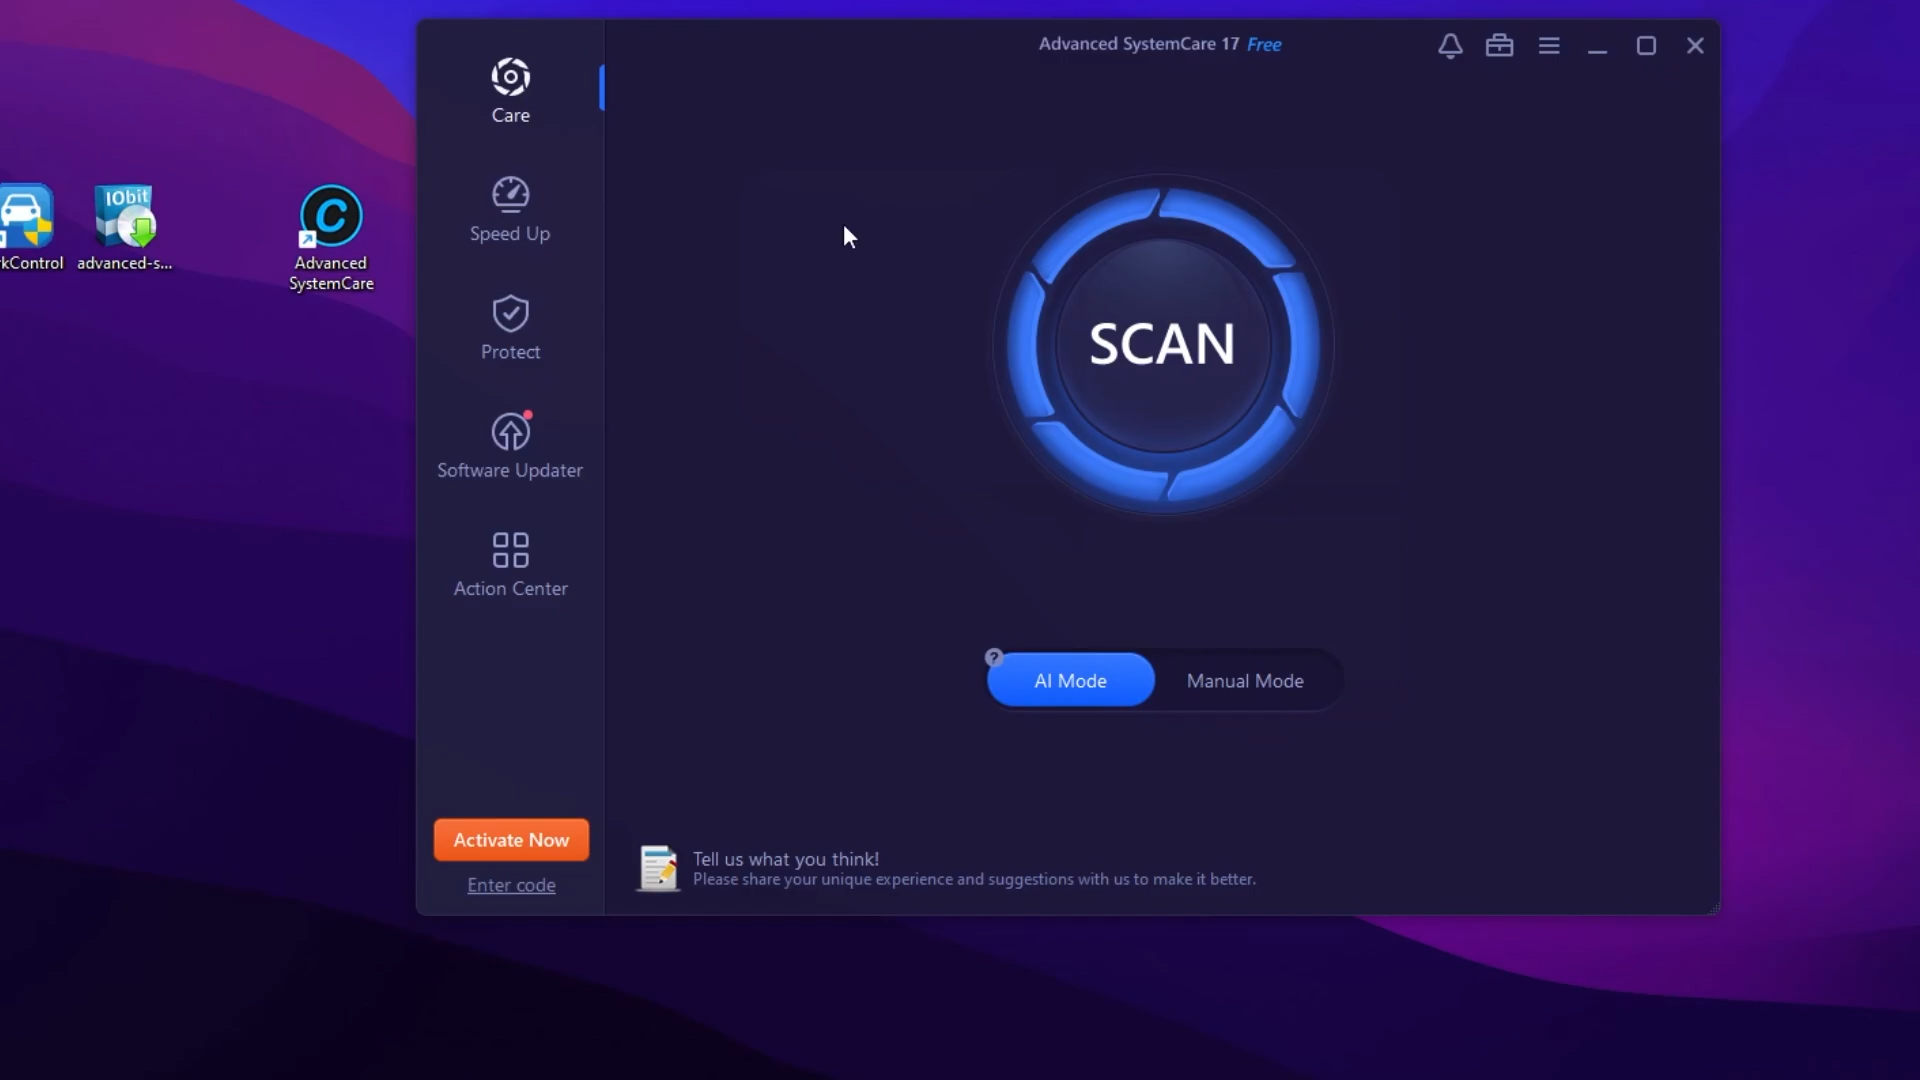 Advanced SystemCare 17 Free
Care
Speed Up
Protect
Software Updater
Action Center
Activate Now
Enter code
SCAN
?
AI Mode
Manual Mode
Tell us what you think!
Please share your unique experience and suggestions with us to make it better.
IObit
kControl
advanced-s...
C
Advanced
SystemCare